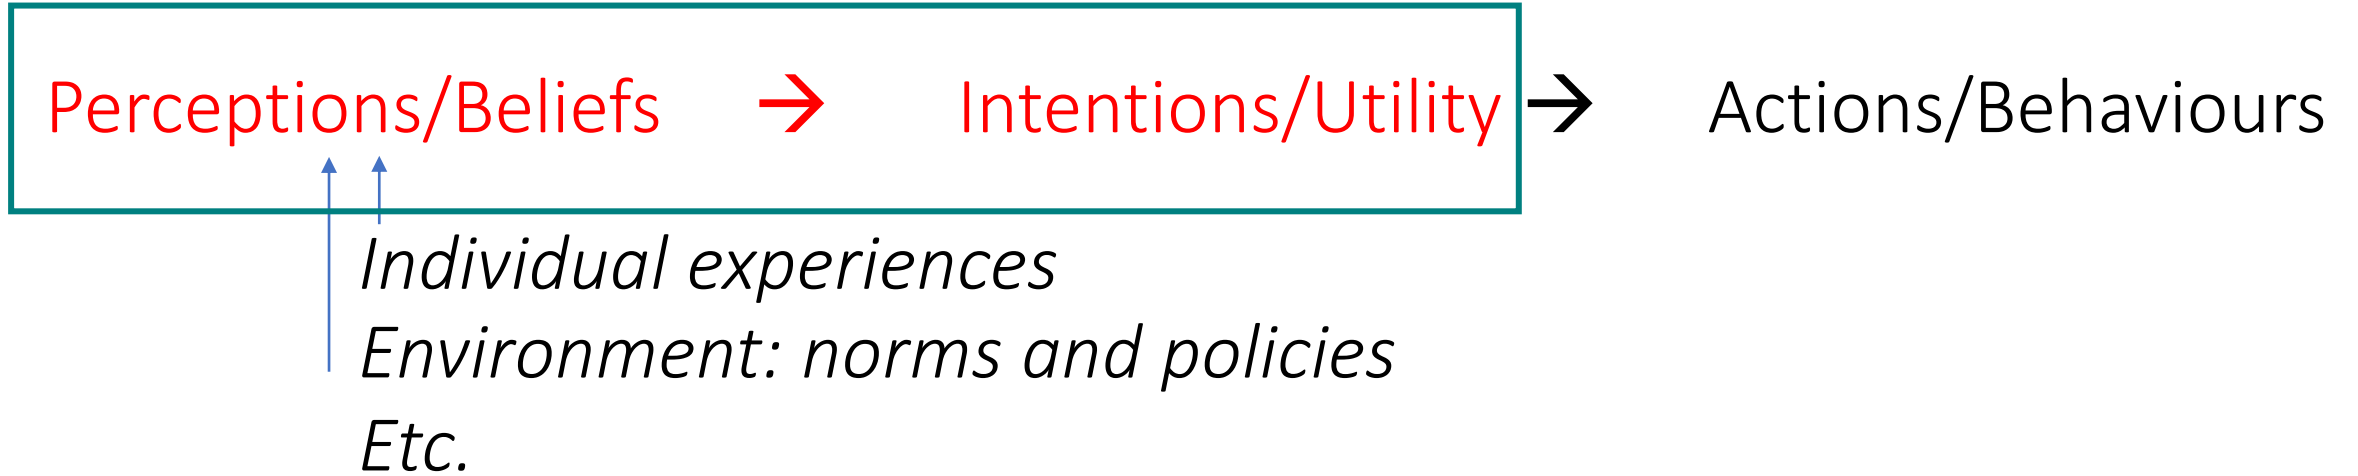 Perceptions/Beliefs → Intentions/Utility → Actions/Behaviours
Individual experiences
Environment: norms and policies
Etc.